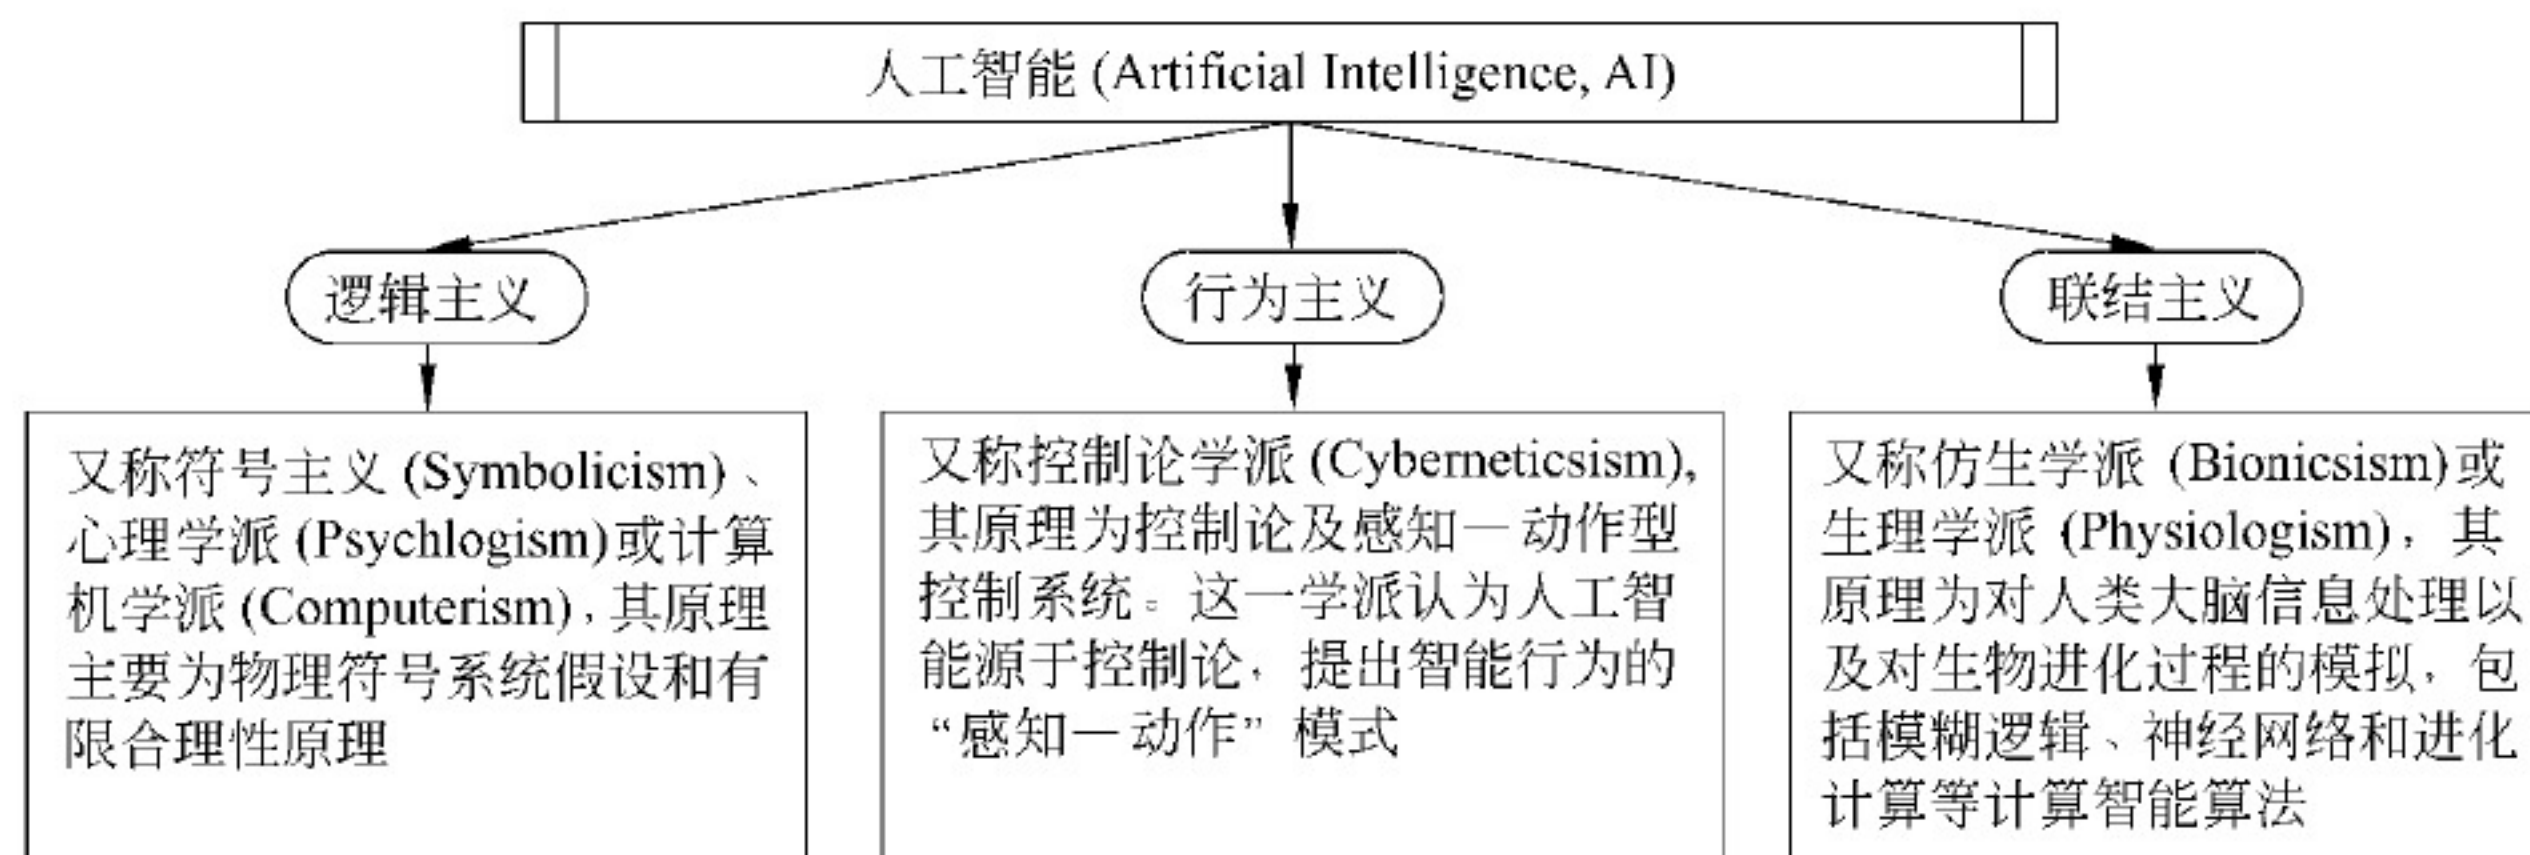 人工智能 (Artificial Intelligence, AI)
逻辑主义
行为主义
联结主义
又称符号主义 (Symbolicism)、
心理学派 (Psychlogism)或计算
机学派 (Computerism)，其原理
主要为物理符号系统假设和有
限合理性原理
又称控制论学派 (Cyberneticsism),
其原理为控制论及感知—动作型
控制系统。这一学派认为人工智
能源于控制论，提出智能行为的
“感知—动作” 模式
又称仿生学派 (Bionicsism)或
生理学派 (Physiologism)，其
原理为对人类大脑信息处理以
及对生物进化过程的模拟，包
括模糊逻辑、神经网络和进化
计算等计算智能算法